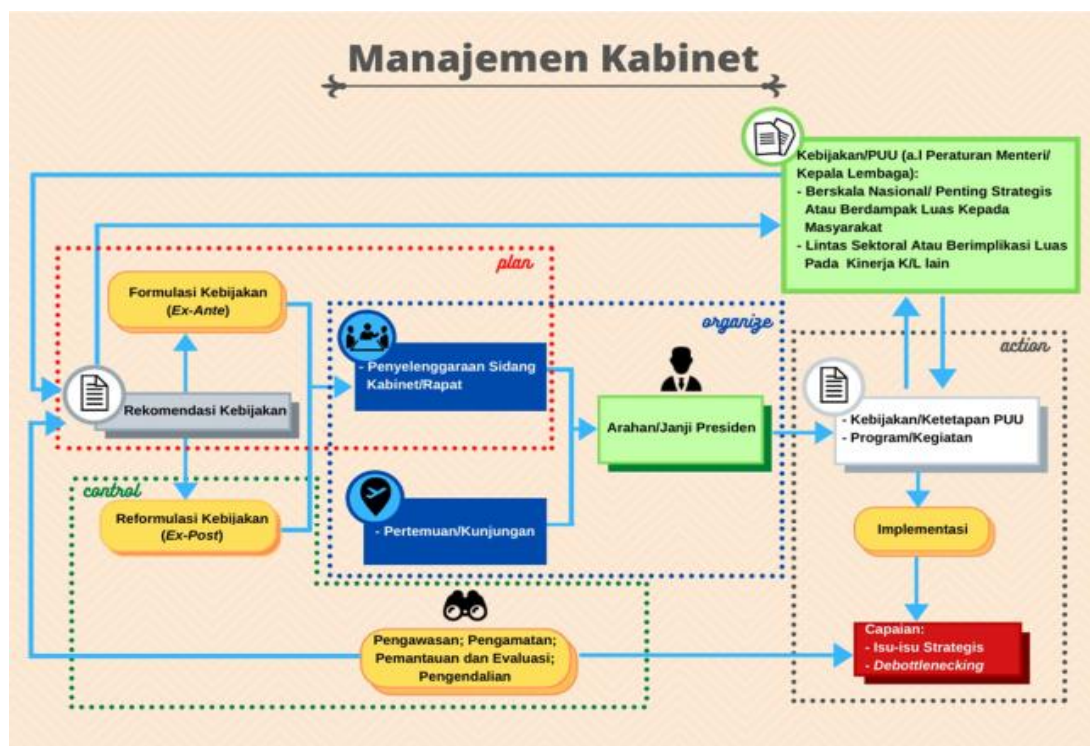 Manajemen Kabinet
Kebijakan/PUU (a.l Peraturan Menteri/
Kepala Lembaga):
- Berskala Nasional/ Penting Strategis
Atau Berdampak Luas Kepada
Masyarakat
- Lintas Sektoral Atau Berimplikasi Luas
Pada Kinerja K/L lain
plan
Formulasi Kebijakan
(Ex-Ante)
organize
- Penyelenggaraan Sidang
Kabinet/Rapat
action
Rekomendasi Kebijakan
Arahan/Janji Presiden
- Kebijakan/Ketetapan PUU
- Program/Kegiatan
control
Reformulasi Kebijakan
(Ex-Post)
- Pertemuan/Kunjungan
Implementasi
Pengawasan; Pengamatan;
Pemantauan dan Evaluasi;
Pengendalian
Capaian:
- Isu-isu Strategis
- Debottlenecking